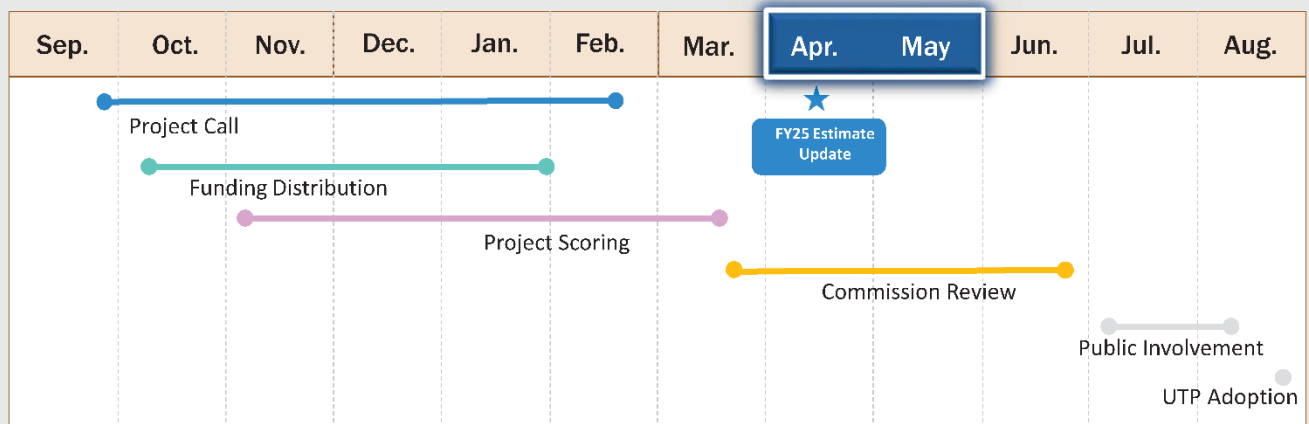 Sep. Oct. Nov. Dec. Jan. Feb. Mar. Apr. May Jun. Jul. Aug.
Project Call
FY25 Estimate
Update
Funding Distribution
Project Scoring
Commission Review
Public Involvement
UTP Adoption